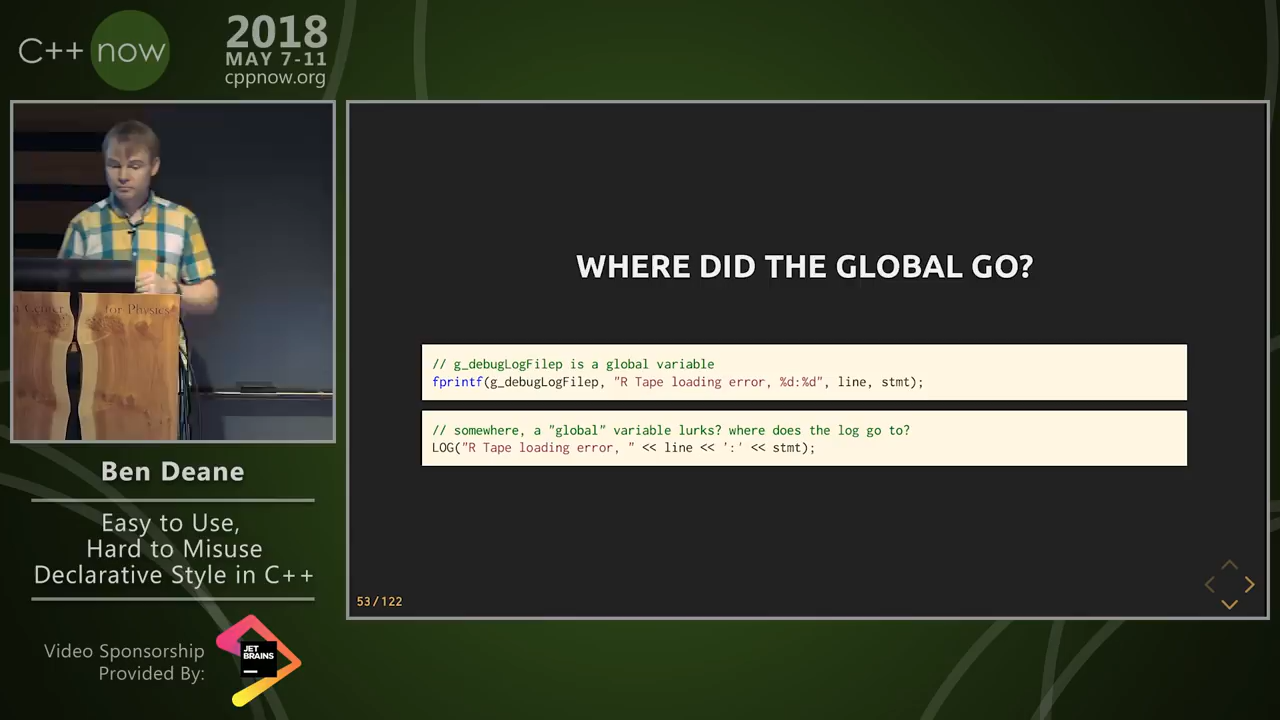 C++ now
2018
MAY 7-11
cppnow.org
Center for Physics
Ben Deane
Easy to Use,
Hard to Misuse
Declarative Style in C++
Video Sponsorship
Provided By:
JET
BRAINS
WHERE DID THE GLOBAL GO?
// g_debugLogFilep is a global variable
fprintf(g_debugLogFilep, "R Tape loading error, %d:%d", line, stmt);
// somewhere, a "global" variable lurks? where does the log go to?
LOG("R Tape loading error, " << line << ':' << stmt);
53/122